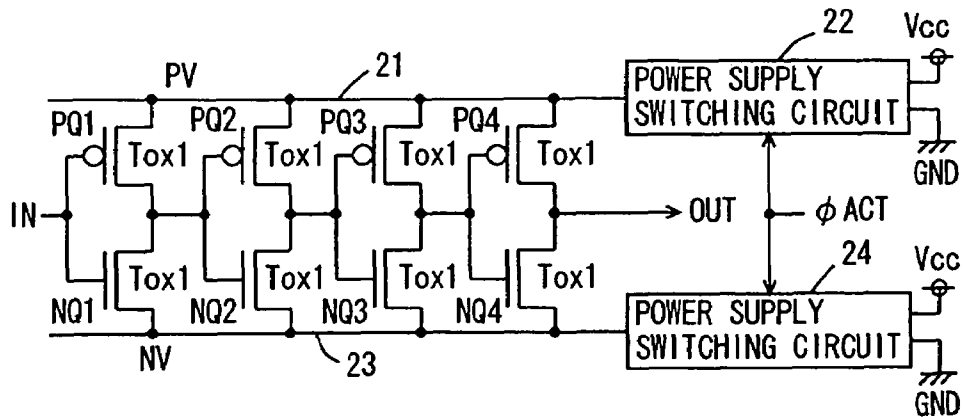 22
Vcc
PV
21
POWER SUPPLY
SWITCHING CIRCUIT
PQ1
PQ2
PQ3
PQ4
Tox1
Tox1
Tox1
Tox1
GND
IN
OUT
φACT
Tox1
Tox1
Tox1
Tox1
24
Vcc
NQ1
NQ2
NQ3
NQ4
POWER SUPPLY
SWITCHING CIRCUIT
NV
23
GND